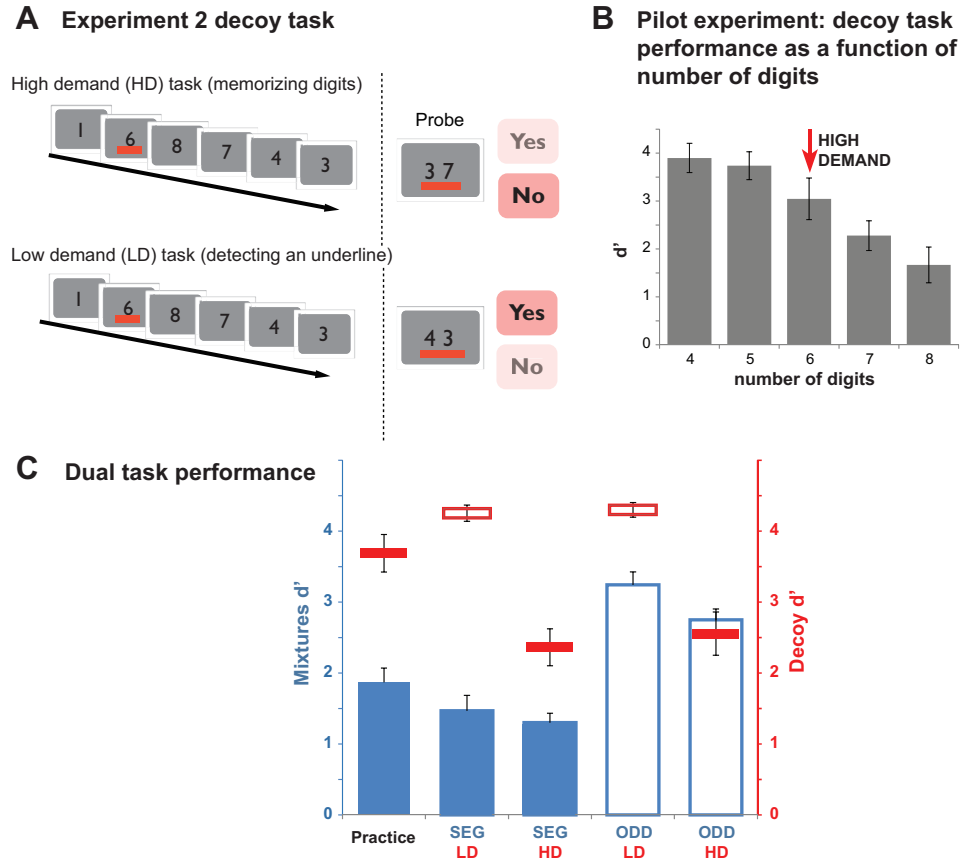 A Experiment 2 decoy task
High demand (HD) task (memorizing digits)
1
6
8
7
4
3
Probe
3 7
Yes
No
Low demand (LD) task (detecting an underline)
1
6
8
7
4
3
4 3
Yes
No
B Pilot experiment: decoy task
performance as a function of
number of digits
HIGH
DEMAND
d'
4
3
2
1
0
4 5 6 7 8
number of digits
C Dual task performance
Mixtures d'
4
3
2
1
0
Decoy d'
4
3
2
1
0
Practice SEG SEG ODD ODD
LD HD LD HD